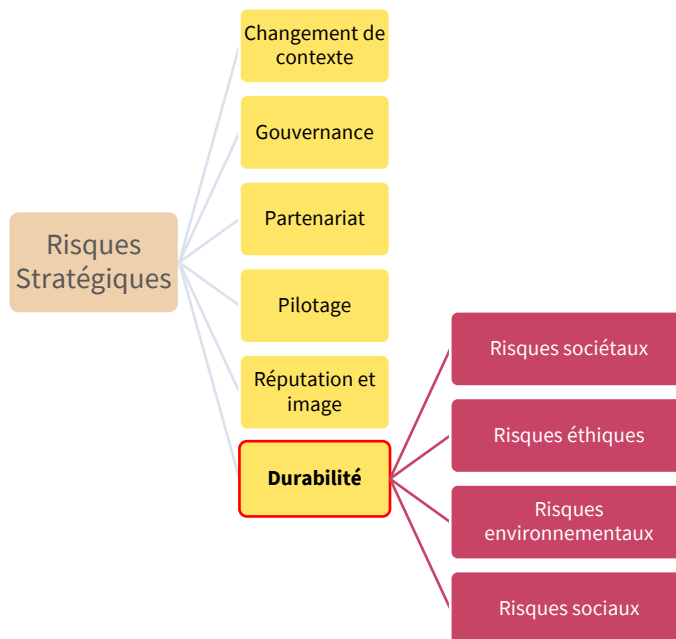 Changement de
contexte
Gouvernance
Partenariat
Risques
Stratégiques
Pilotage
Réputation et
image
Durabilité
Risques sociétaux
Risques éthiques
Risques
environnementaux
Risques sociaux